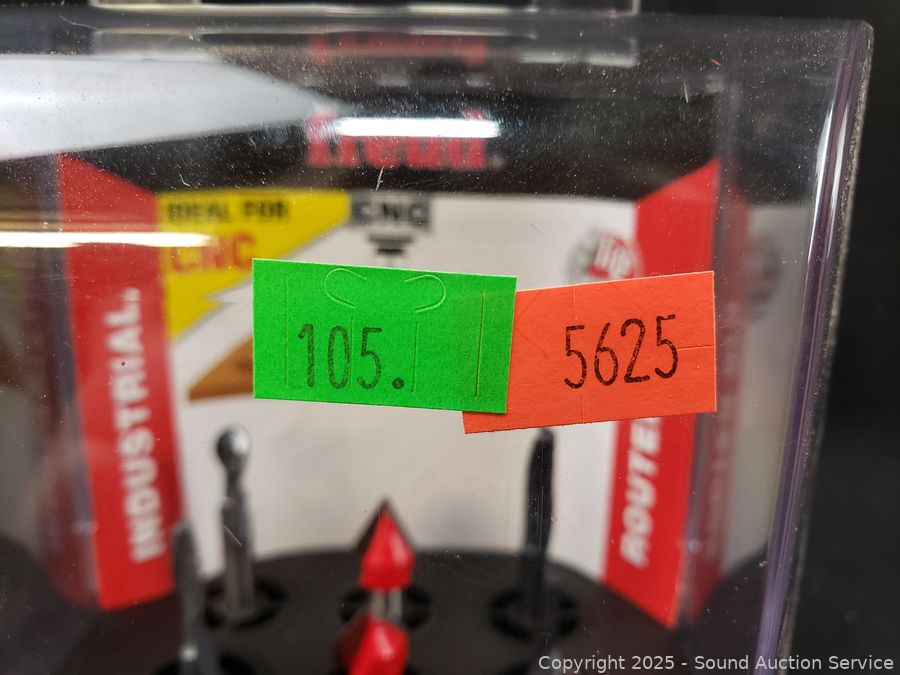 freud
IDEAL FOR
CNC
CNC
INDUSTRIAL
105.
5625
Copyright 2025 - Sound Auction Service